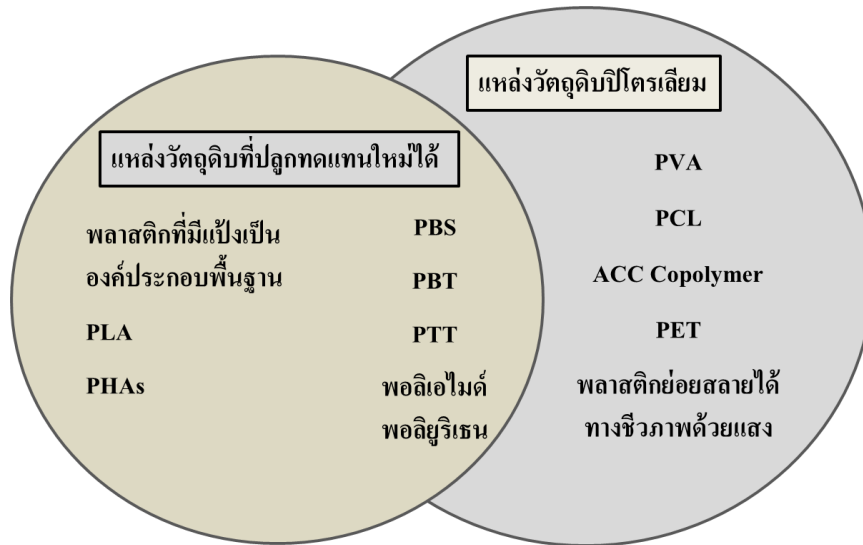 แหล่งวัตถุดิบปิโตรเลียม
แหล่งวัตถุดิบที่ปลูกทดแทนใหม่ได้
พลาสติกที่มีแป้งเป็น
องค์ประกอบพื้นฐาน
PLA
PHAs
PBS
PBT
PTT
พอลิเอไมด์
พอลิยูริเธน
PVA
PCL
ACC Copolymer
PET
พลาสติกย่อยสลายได้
ทางชีวภาพด้วยแสง